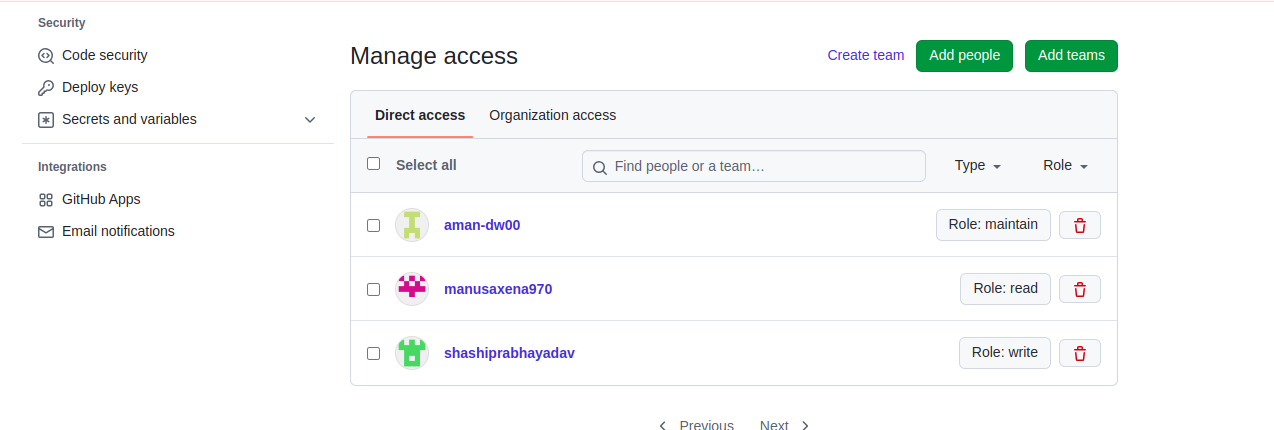 Security
Code security
Deploy keys
Secrets and variables
Integrations
GitHub Apps
Email notifications
Manage access
Create team
Add people
Add teams
Direct access
Organization access
Select all
Find people or a team…
Type
Role
aman-dw00
Role: maintain
manusaxena970
Role: read
shashiprabhayadav
Role: write
Previous
Next